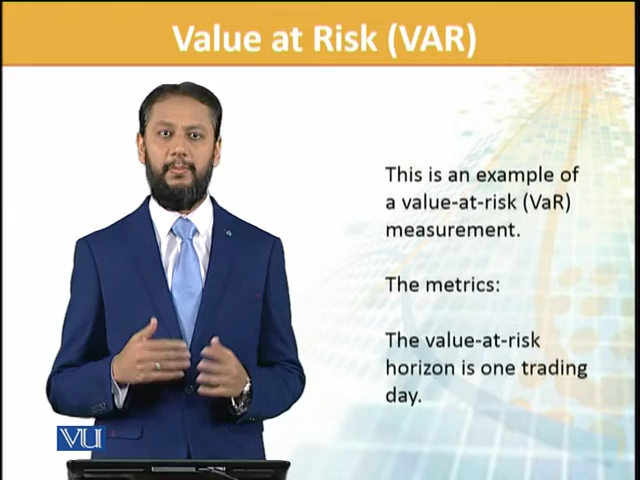 Value at Risk (VAR)
This is an example of
a value-at-risk (VaR)
measurement.
The metrics:
The value-at-risk
horizon is one trading
day.
VU